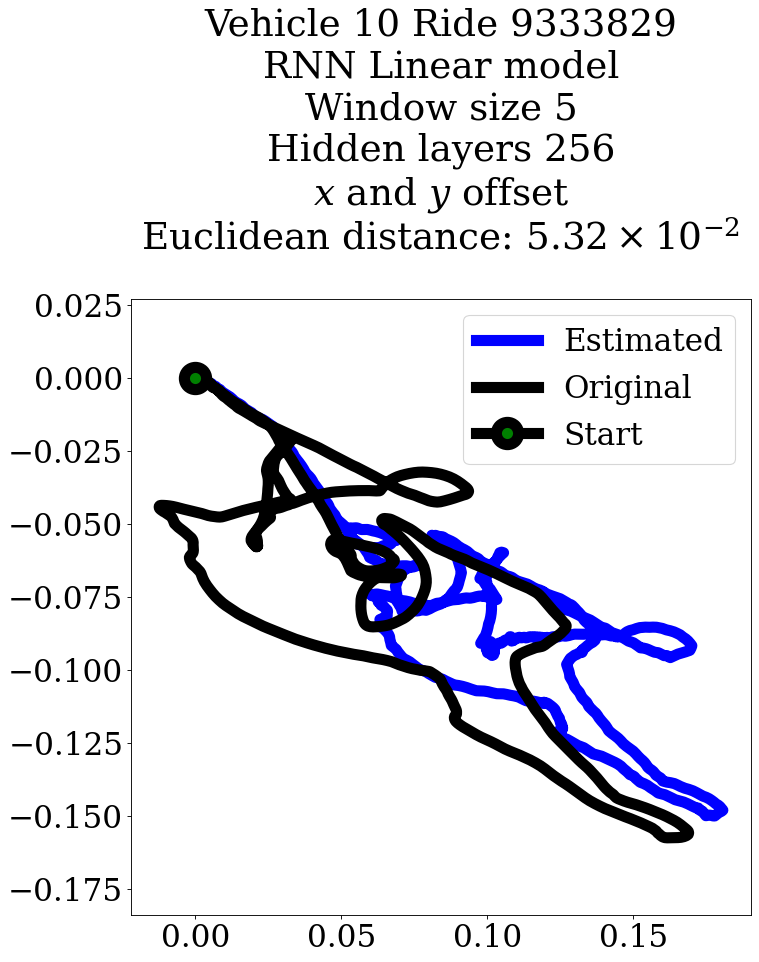 Vehicle 10 Ride 9333829
RNN Linear model
Window size 5
Hidden layers 256
x and y offset
Euclidean distance: 5.32 × 10⁻²
Estimated
Original
Start
0.025
0.000
−0.025
−0.050
−0.075
−0.100
−0.125
−0.150
−0.175
0.00 0.05 0.10 0.15